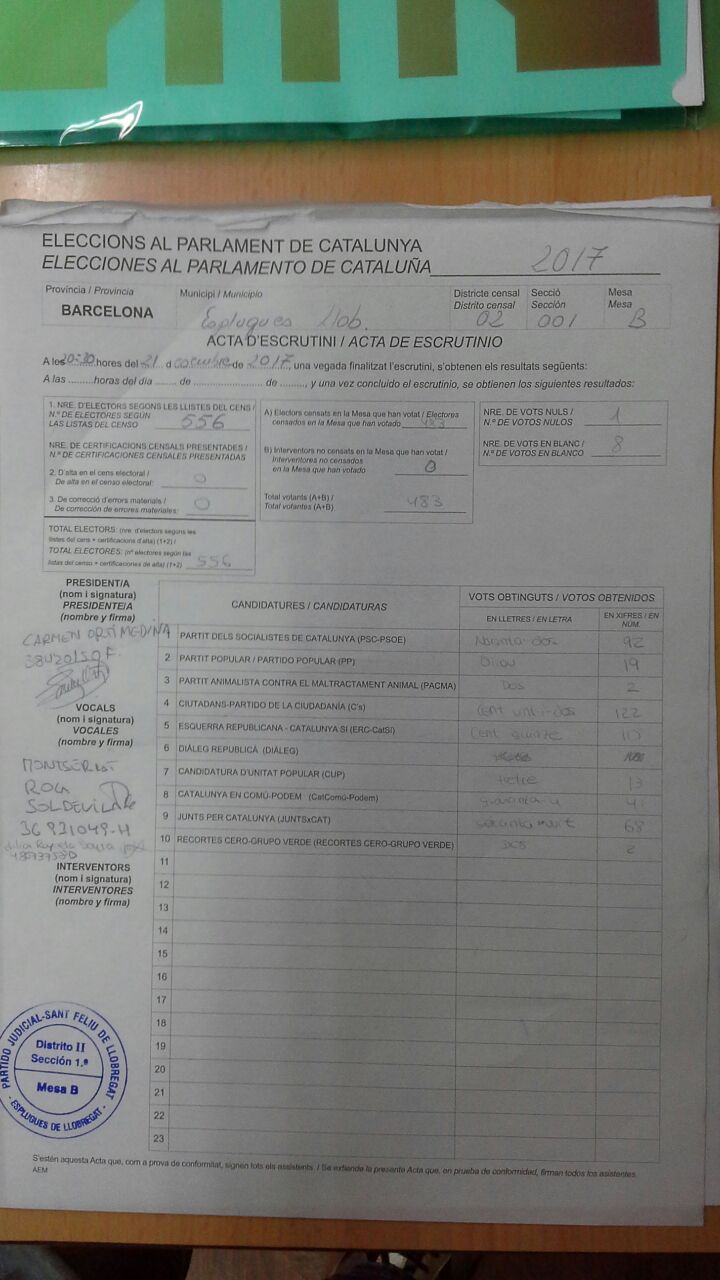 ELECCIONS AL PARLAMENT DE CATALUNYA
ELECCIONES AL PARLAMENTO DE CATALUÑA 2017
Província / Provincia
BARCELONA
Municipi / Municipio
Esplugues Llob.
Districte censal
Distrito censal
02
Secció
Sección
001
Mesa
Mesa
B
ACTA D'ESCRUTINI / ACTA DE ESCRUTINIO
A les 20:30 hores del 21 d de 2017, una vegada finalitzat l'escrutini, s'obtenen els resultats següents:
A las .........horas del día ....... de ....................... de ........, y una vez concluido el escrutinio, se obtienen los siguientes resultados:
1. NRE. D'ELECTORS SEGONS LES LLISTES DEL CENS /
N.º DE ELECTORES SEGÚN
LAS LISTAS DEL CENSO 556
NRE. DE CERTIFICACIONS CENSALS PRESENTADES /
N.º DE CERTIFICACIONES CENSALES PRESENTADAS
2. D'alta en el cens electoral /
De alta en el censo electoral: 0
3. De correcció d'errors materials /
De corrección de errores materiales: 0
TOTAL ELECTORS: (nre. d'electors segons les
llistes del cens + certificacions d'alta) (1+2) /
TOTAL ELECTORES: (nº electores según las
listas del censo + certificaciones de alta) (1+2) 556
A) Electors censats en la Mesa que han votat / Electores
censados en la Mesa que han votado 483
B) Interventors no censats en la Mesa que han votat /
Interventores no censados
en la Mesa que han votado 0
Total votants (A+B) /
Total votantes (A+B) 483
NRE. DE VOTS NULS /
N.º DE VOTOS NULOS 1
NRE. DE VOTS EN BLANC /
N.º DE VOTOS EN BLANCO 8
PRESIDENT/A
(nom i signatura)
PRESIDENTE/A
(nombre y firma)
CARMEN ORTÍ MEDINA
VOCALS
(nom i signatura)
VOCALES
(nombre y firma)
MONTSERRAT
ROCA
SOLDEVILA
36931049-H
INTERVENTORS
(nom i signatura)
INTERVENTORES
(nombre y firma)
CANDIDATURES / CANDIDATURAS
VOTS OBTINGUTS / VOTOS OBTENIDOS
EN LLETRES / EN LETRA
EN XIFRES / EN NÚM.
1 PARTIT DELS SOCIALISTES DE CATALUNYA (PSC-PSOE) Noranta-dos 92
2 PARTIT POPULAR / PARTIDO POPULAR (PP) 19
3 PARTIT ANIMALISTA CONTRA EL MALTRACTAMENT ANIMAL (PACMA) Dos 2
4 CIUTADANS-PARTIDO DE LA CIUDADANÍA (C's) Cent vint-i-dos 122
5 ESQUERRA REPUBLICANA - CATALUNYA SÍ (ERC-CatSí) Cent quinze
6 DIÀLEG REPUBLICÀ (DIÀLEG)
7 CANDIDATURA D'UNITAT POPULAR (CUP) tretze 13
8 CATALUNYA EN COMÚ-PODEM (CatComú-Podem) 41
9 JUNTS PER CATALUNYA (JUNTSxCAT) 68
10 RECORTES CERO-GRUPO VERDE (RECORTES CERO-GRUPO VERDE) DOS 2
11
12
13
14
15
16
17
18
19
20
21
22
23
PARTIDO JUDICIAL-SANT FELIU DE LLOBREGAT
Distrito II
Sección 1.ª
Mesa B
- ESPLUGUES DE LLOBREGAT -
S'estén aquesta Acta que, com a prova de conformitat, signen tots els assistents. / Se extiende la presente Acta que, en prueba de conformidad, firman todos los asistentes.
AEM